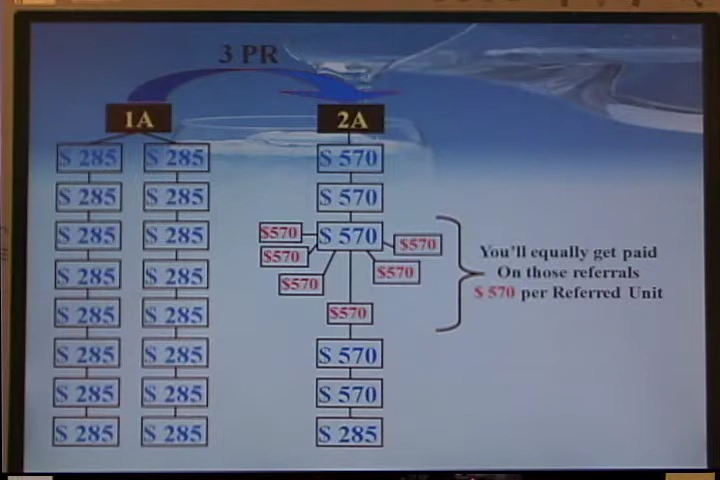 3 PR
1A
2A
$ 285 $ 285 $ 570
$ 285 $ 285 $ 570
$ 285 $ 285 $570 $ 570 $570
$570
$ 285 $ 285 $570 $570
$ 285 $ 285 $570
$ 285 $ 285 $ 570
$ 285 $ 285 $ 570
$ 285 $ 285 $ 285
You'll equally get paid
On those referrals
$ 570 per Referred Unit